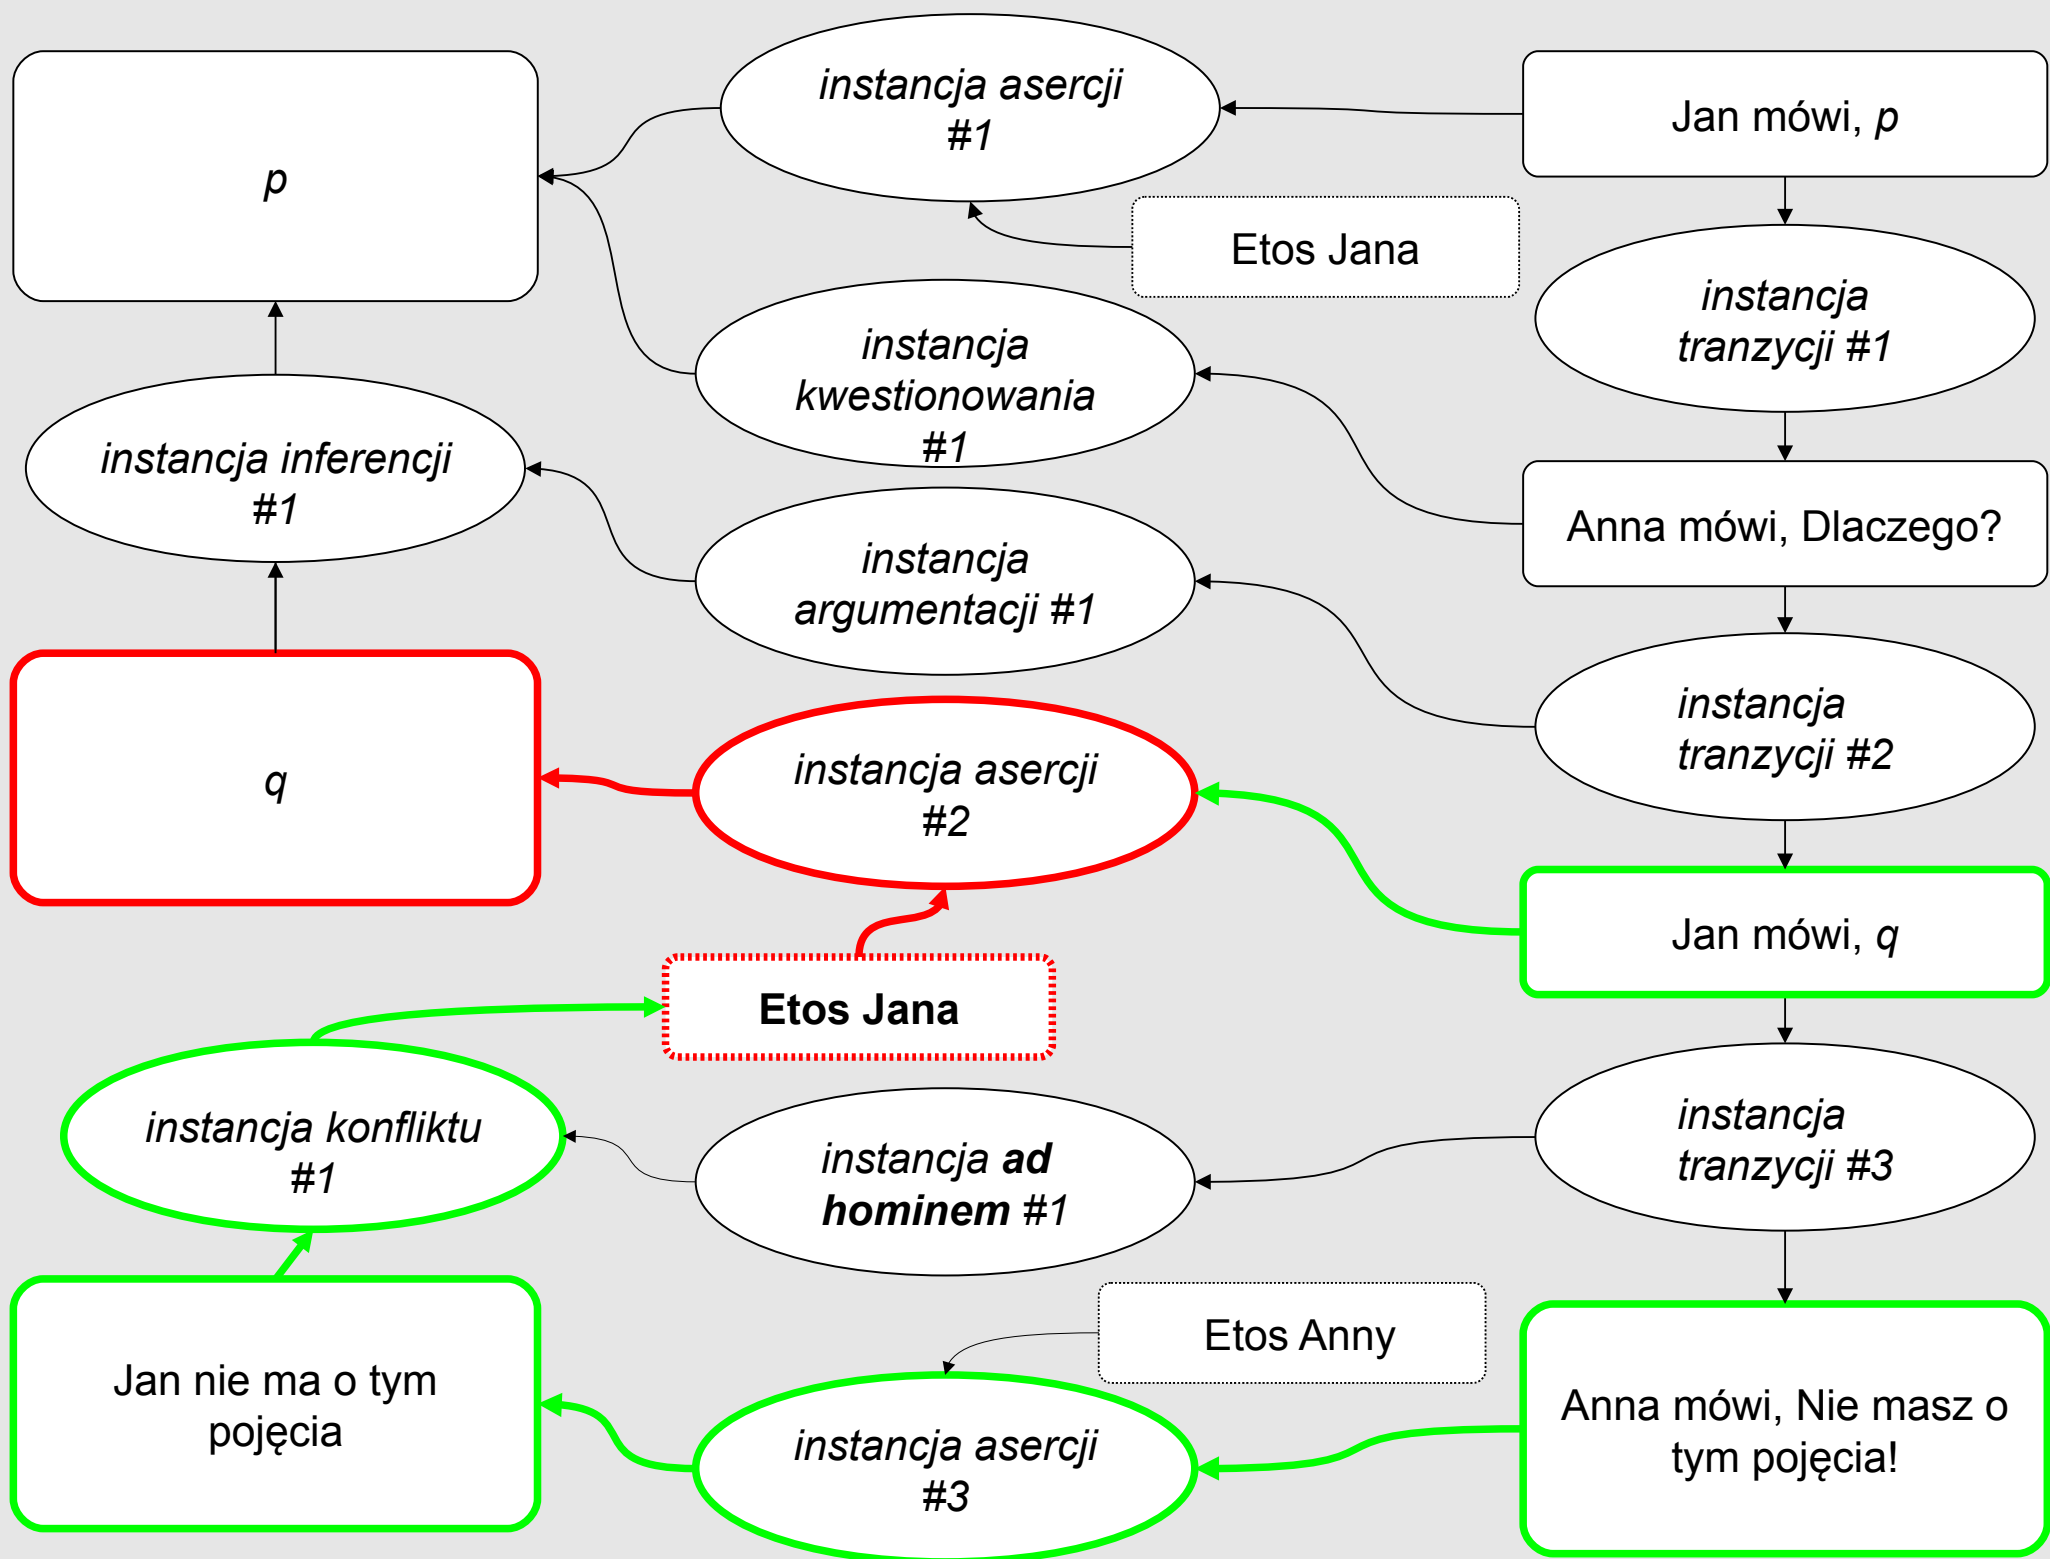 instancja asercji
#1
Jan mówi, p
p
Etos Jana
instancja
tranzycji #1
instancja
kwestionowania
#1
instancja inferencji
#1
Anna mówi, Dlaczego?
instancja
argumentacji #1
instancja
tranzycji #2
q
instancja asercji
#2
Jan mówi, q
Etos Jana
instancja konfliktu
#1
instancja ad
hominem #1
instancja
tranzycji #3
Etos Anny
Jan nie ma o tym
pojęcia
instancja asercji
#3
Anna mówi, Nie masz o
tym pojęcia!